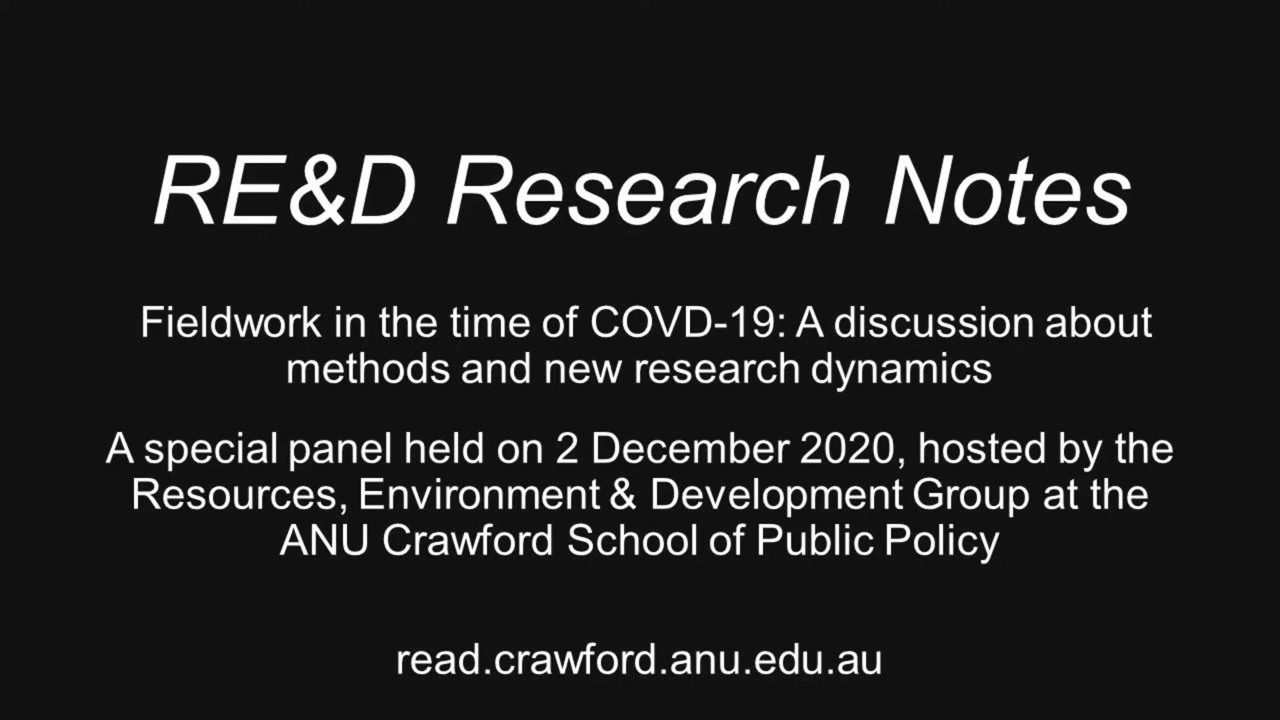 RE&D Research Notes
Fieldwork in the time of COVD-19: A discussion about
methods and new research dynamics
A special panel held on 2 December 2020, hosted by the
Resources, Environment & Development Group at the
ANU Crawford School of Public Policy
read.crawford.anu.edu.au